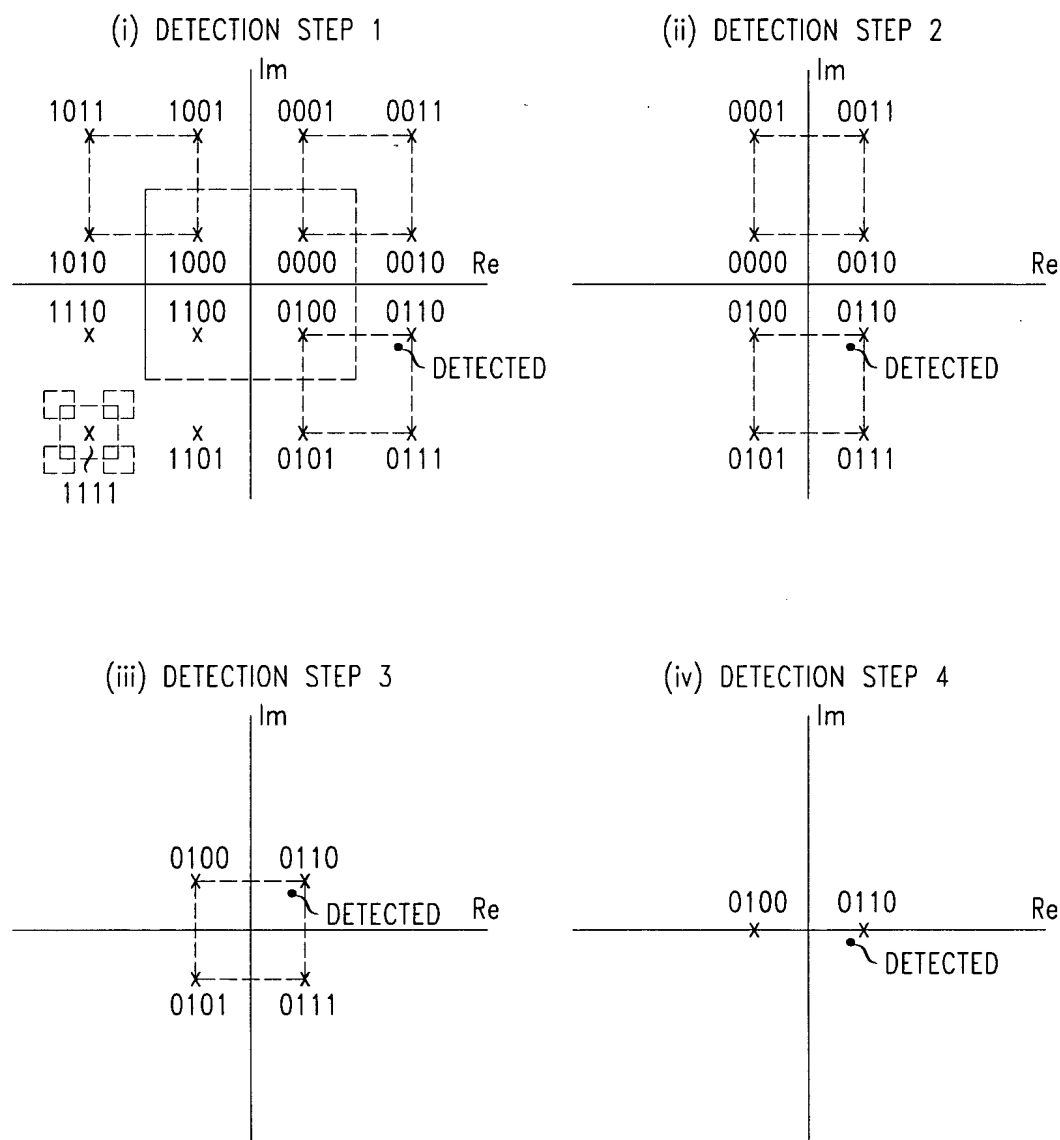 (i) DETECTION STEP 1
Im
1011 1001 0001 0011
1010 1000 0000 0010 Re
1110 1100 0100 0110
DETECTED
1101 0101 0111
1111
(ii) DETECTION STEP 2
Im
0001 0011
0000 0010 Re
0100 0110
DETECTED
0101 0111
(iii) DETECTION STEP 3
Im
0100 0110
DETECTED Re
0101 0111
(iv) DETECTION STEP 4
Im
0100 0110 Re
DETECTED